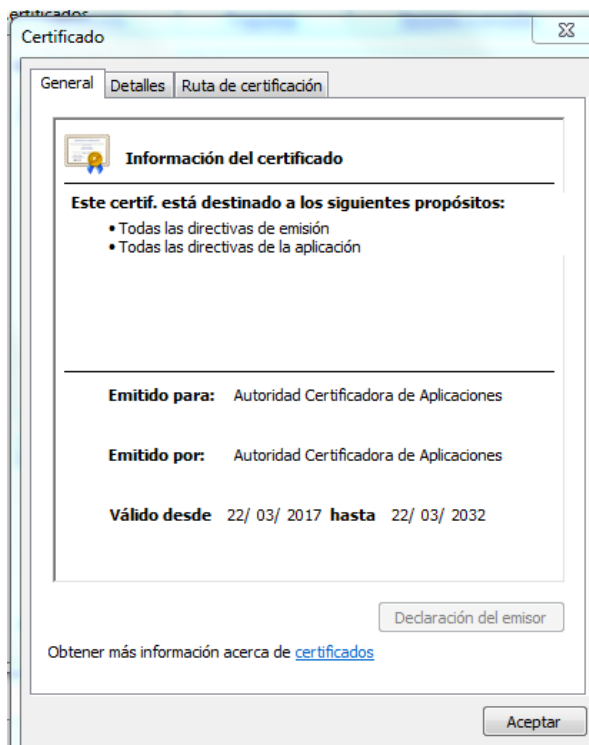 ertificados
Certificado
General Detalles Ruta de certificación
Información del certificado
Este certif. está destinado a los siguientes propósitos:
• Todas las directivas de emisión
• Todas las directivas de la aplicación
Emitido para: Autoridad Certificadora de Aplicaciones
Emitido por: Autoridad Certificadora de Aplicaciones
Válido desde 22/ 03/ 2017 hasta 22/ 03/ 2032
Declaración del emisor
Obtener más información acerca de certificados
Aceptar